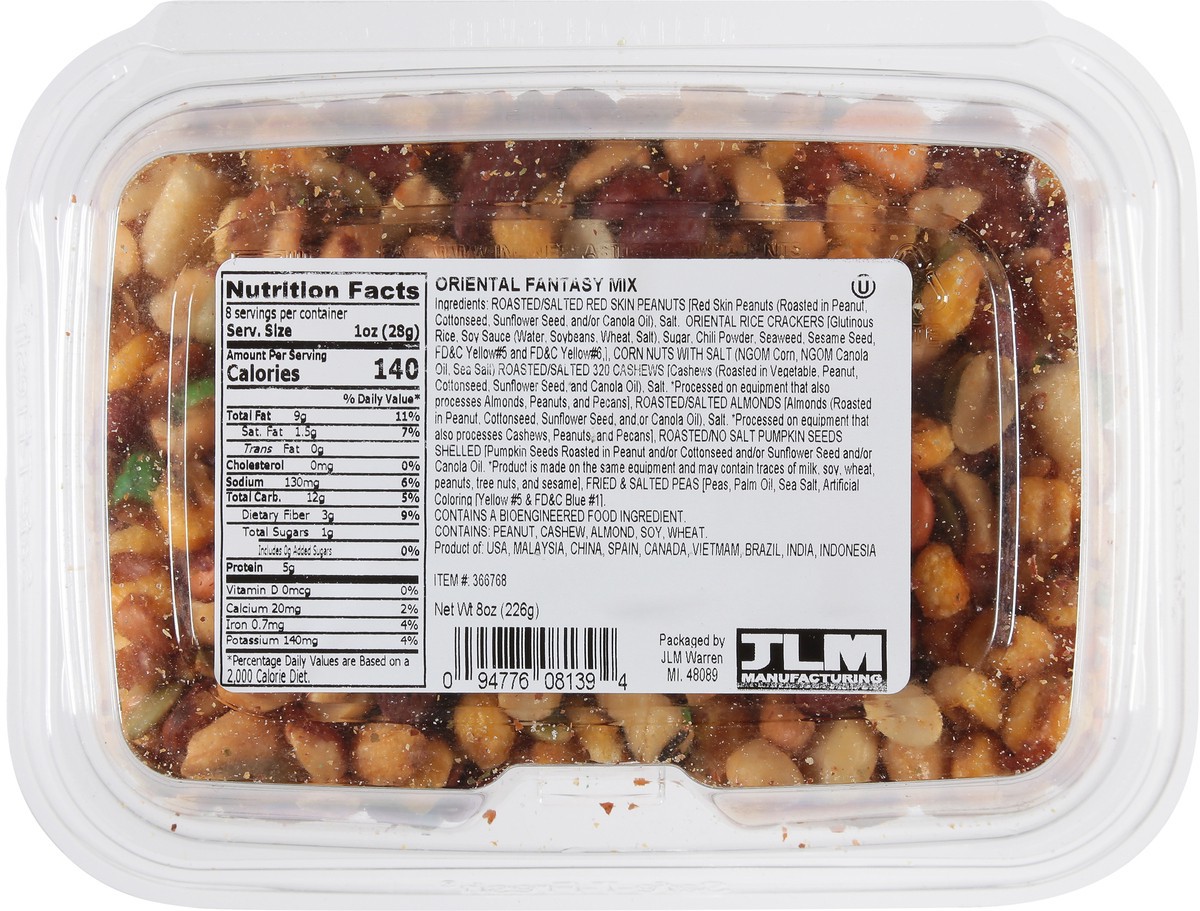 Nutrition Facts
8 servings per container
Serv. Size 1oz (28g)
Amount Per Serving
Calories 140
% Daily Value*
Total Fat 9g 11%
Sat. Fat 1.5g 7%
Trans Fat 0g
Cholesterol 0mg 0%
Sodium 130mg 6%
Total Carb. 12g 5%
Dietary Fiber 3g 9%
Total Sugars 1g
Includes 0g Added Sugars 0%
Protein 5g
Vitamin D 0mcg 0%
Calcium 20mg 2%
Iron 0.7mg 4%
Potassium 140mg 4%
*Percentage Daily Values are Based on a
2,000 Calorie Diet.
ORIENTAL FANTASY MIX
U
Ingredients: ROASTED/SALTED RED SKIN PEANUTS [Red Skin Peanuts (Roasted in Peanut,
Cottonseed, Sunflower Seed, and/or Canola Oil), Salt. ORIENTAL RICE CRACKERS [Glutinous
Rice, Soy Sauce (Water, Soybeans, Wheat, Salt), Sugar, Chili Powder, Seaweed, Sesame Seed,
FD&C Yellow#5 and FD&C Yellow#6,], CORN NUTS WITH SALT (NGOM Corn, NGOM Canola
Oil, Sea Salt) ROASTED/SALTED 320 CASHEWS [Cashews (Roasted in Vegetable, Peanut,
Cottonseed, Sunflower Seed, and Canola Oil), Salt. *Processed on equipment that also
processes Almonds, Peanuts, and Pecans], ROASTED/SALTED ALMONDS [Almonds (Roasted
in Peanut, Cottonseed, Sunflower Seed, and,or Canola Oil), Salt. *Processed on equipment that
also processes Cashews, Peanuts, and Pecans], ROASTED/NO SALT PUMPKIN SEEDS
SHELLED [Pumpkin Seeds Roasted in Peanut and/or Cottonseed and/or Sunflower Seed and/or
Canola Oil. *Product is made on the same equipment and may contain traces of milk, soy, wheat,
peanuts, tree nuts, and sesame], FRIED & SALTED PEAS [Peas, Palm Oil, Sea Salt, Artificial
Coloring [Yellow #5 & FD&C Blue #1].
CONTAINS A BIOENGINEERED FOOD INGREDIENT.
CONTAINS: PEANUT, CASHEW, ALMOND, SOY, WHEAT.
Product of: USA, MALAYSIA, CHINA, SPAIN, CANADA, VIETMAM, BRAZIL, INDIA, INDONESIA
ITEM #: 366768
Net Wt 8oz (226g)
0 94776 08139 4
Packaged by
JLM Warren
MI. 48089
JLM
MANUFACTURING